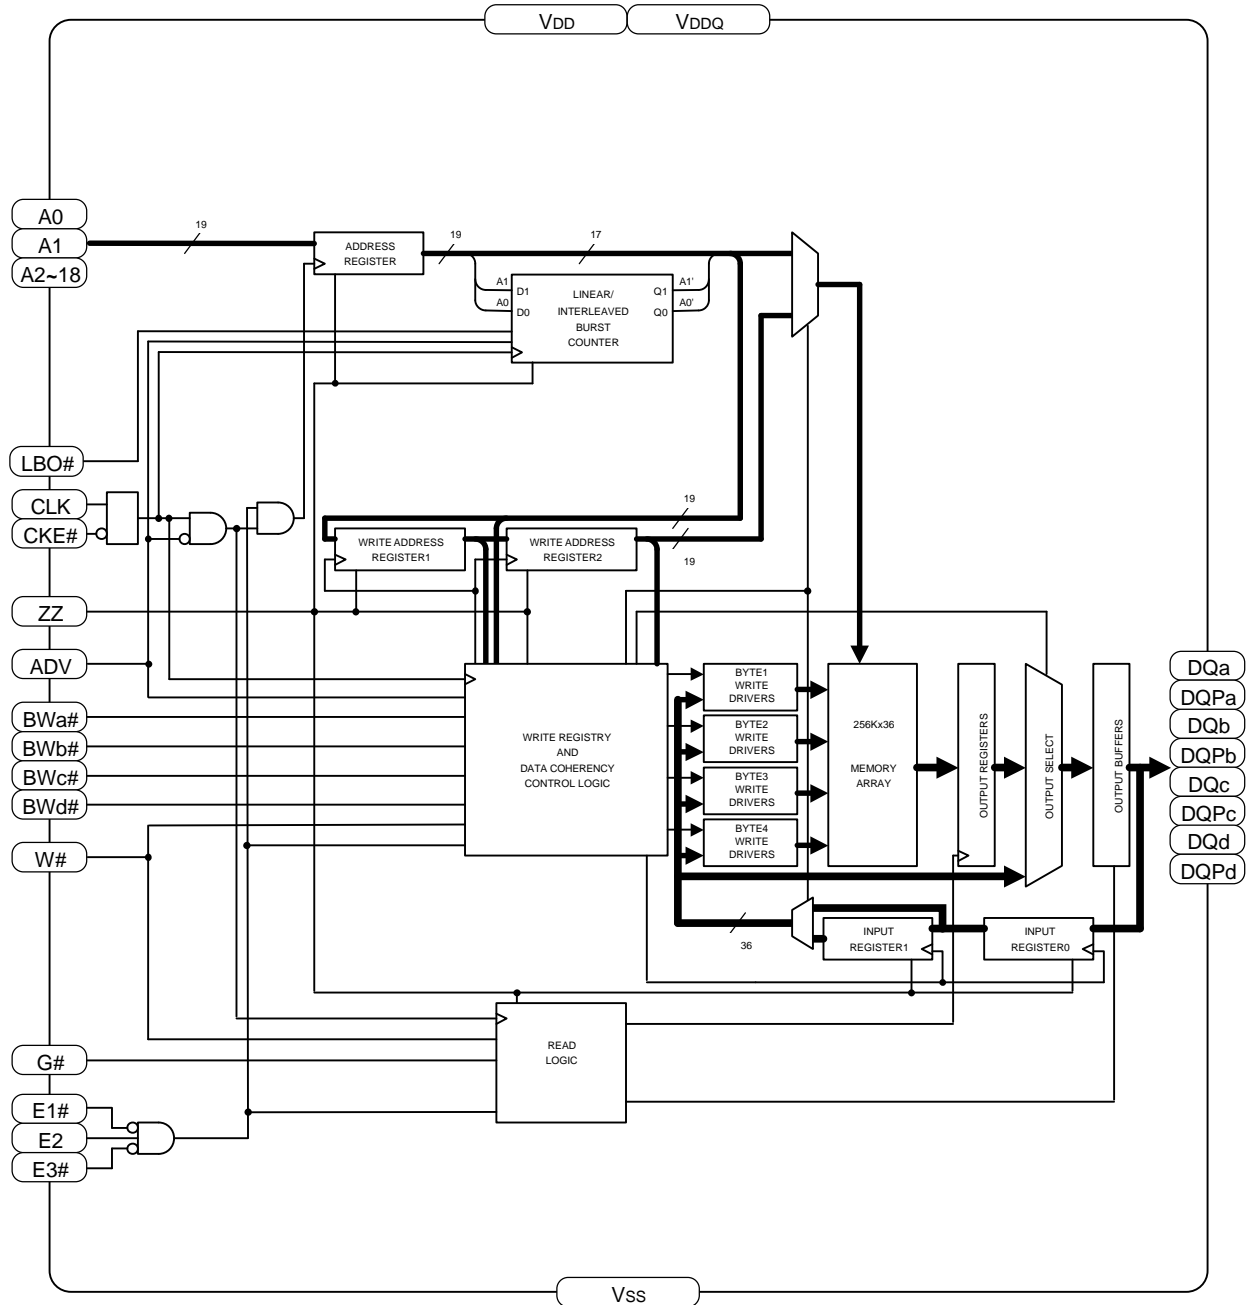 VDD
VDDQ
A0
A1
A2~18
19
ADDRESS
REGISTER
19
17
A1
A0
D1
D0
LINEAR/
INTERLEAVED
BURST
COUNTER
Q1
Q0
A1'
A0'
LBO#
CLK
CKE#
19
19
WRITE ADDRESS
REGISTER1
WRITE ADDRESS
REGISTER2
ZZ
ADV
BWa#
BWb#
BWc#
BWd#
W#
WRITE REGISTRY
AND
DATA COHERENCY
CONTROL LOGIC
BYTE1
WRITE
DRIVERS
BYTE2
WRITE
DRIVERS
BYTE3
WRITE
DRIVERS
BYTE4
WRITE
DRIVERS
256Kx36
MEMORY
ARRAY
OUTPUT REGISTERS
OUTPUT SELECT
OUTPUT BUFFERS
DQa
DQPa
DQb
DQPb
DQc
DQPc
DQd
DQPd
36
INPUT
REGISTER1
INPUT
REGISTER0
READ
LOGIC
G#
E1#
E2
E3#
VSS